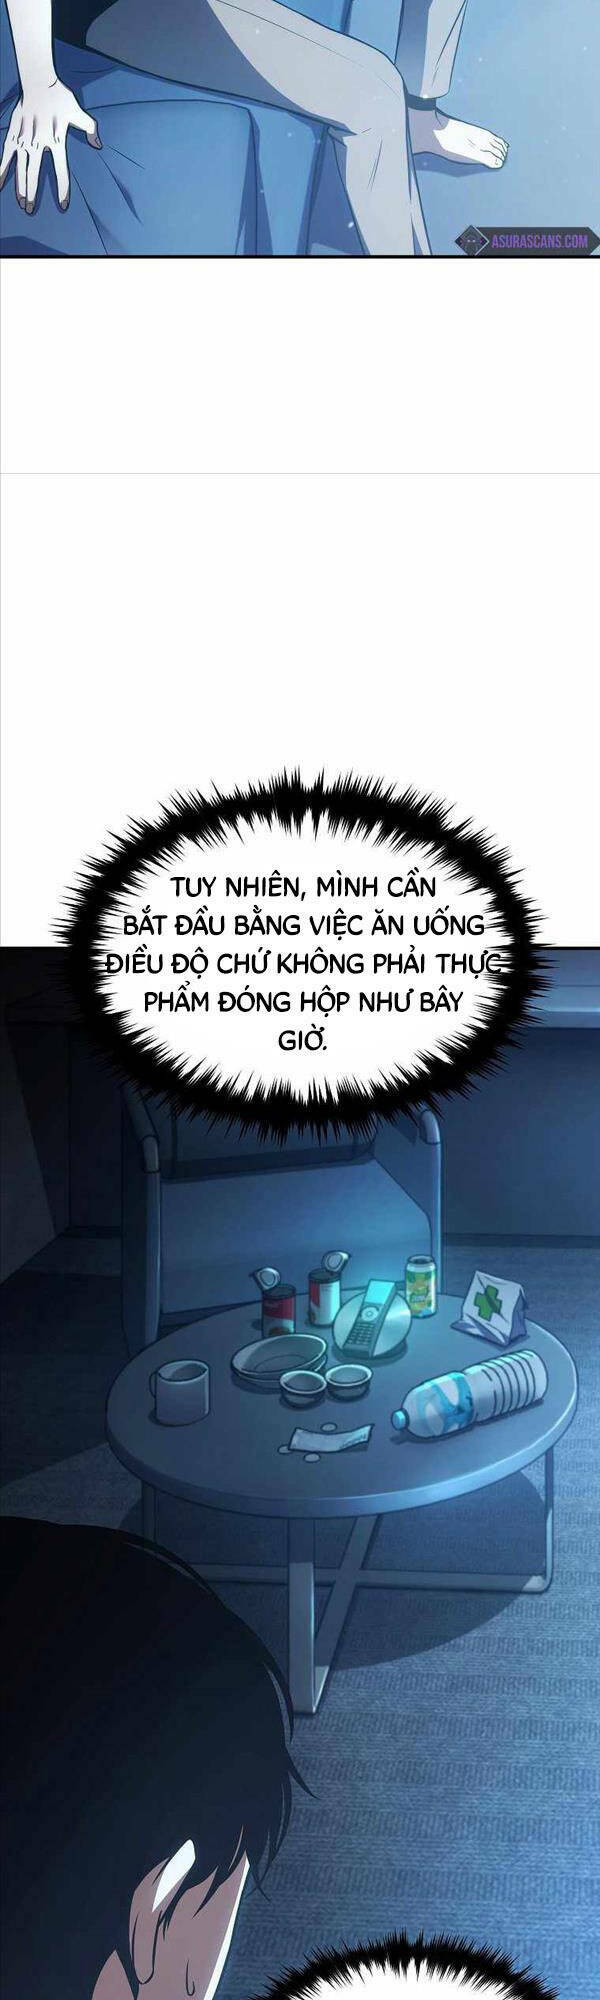 ASURASCANS.COM
TUY NHIÊN, MÌNH CẦN
BẮT ĐẦU BẰNG VIỆC ĂN UỐNG
ĐIỀU ĐỘ CHỨ KHÔNG PHẢI THỰC
PHẨM ĐÓNG HỘP NHƯ BÂY
GIỜ.